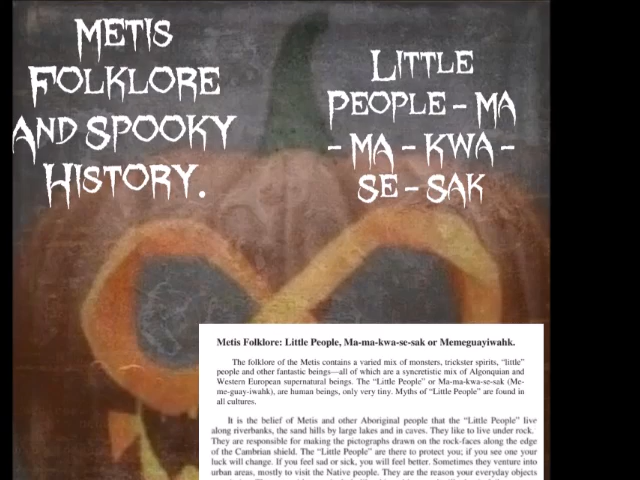 METIS
FOLKLORE
AND SPOOKY
HISTORY.
LITTLE
PEOPLE – MA
– MA – KWA –
SE – SAK
Metis Folklore: Little People, Ma-ma-kwa-se-sak or Memeguayiwahk.
The folklore of the Metis contains a varied mix of monsters, trickster spirits, “little”
people and other fantastic beings—all of which are a syncretistic mix of Algonquian and
Western European supernatural beings. The “Little People” or Ma-ma-kwa-se-sak (Me-
me-guay-iwahk), are human beings, only very tiny. Myths of “Little People” are found in
all cultures.
It is the belief of Metis and other Aboriginal people that the “Little People” live
along riverbanks, the sand hills by large lakes and in caves. They like to live under rock.
They are responsible for making the pictographs drawn on the rock-faces along the edge
of the Cambrian shield. The “Little People” are there to protect you; if you see one your
luck will change. If you feel sad or sick, you will feel better. Sometimes they venture into
urban areas, mostly to visit the Native people. They are the reason your everyday objects